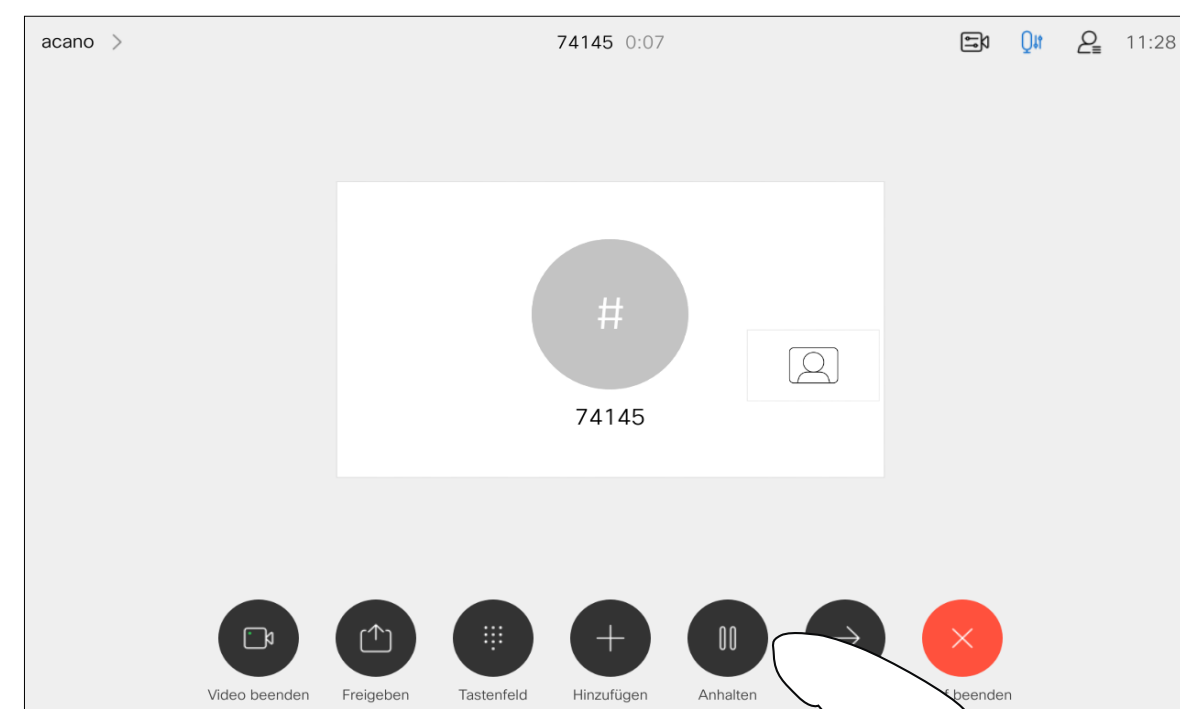 acano 74145 0:07 11:28
#
74145
Video beenden Freigeben Tastenfeld Hinzufügen Anhalten beenden